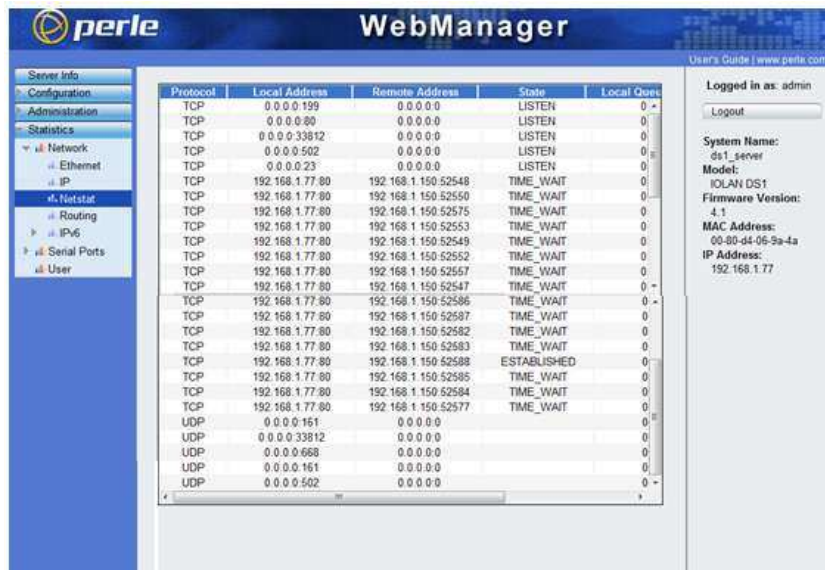 perle
WebManager
User's Guide | www.perle.com
Server Info
Configuration
Administration
Statistics
Network
Ethernet
IP
Netstat
Routing
IPv6
Serial Ports
User
Protocol Local Address Remote Address State Local Queu
TCP 0.0.0.0:199 0.0.0.0:0 LISTEN 0
TCP 0.0.0.0:80 0.0.0.0:0 LISTEN 0
TCP 0.0.0.0:33812 0.0.0.0:0 LISTEN 0
TCP 0.0.0.0:502 0.0.0.0:0 LISTEN 0
TCP 0.0.0.0:23 0.0.0.0:0 LISTEN 0
TCP 192.168.1.77:80 192.168.1.150:52548 TIME_WAIT 0
TCP 192.168.1.77:80 192.168.1.150:52550 TIME_WAIT 0
TCP 192.168.1.77:80 192.168.1.150:52575 TIME_WAIT 0
TCP 192.168.1.77:80 192.168.1.150:52553 TIME_WAIT 0
TCP 192.168.1.77:80 192.168.1.150:52549 TIME_WAIT 0
TCP 192.168.1.77:80 192.168.1.150:52552 TIME_WAIT 0
TCP 192.168.1.77:80 192.168.1.150:52557 TIME_WAIT 0
TCP 192.168.1.77:80 192.168.1.150:52547 TIME_WAIT 0
TCP 192.168.1.77:80 192.168.1.150:52586 TIME_WAIT 0
TCP 192.168.1.77:80 192.168.1.150:52587 TIME_WAIT 0
TCP 192.168.1.77:80 192.168.1.150:52582 TIME_WAIT 0
TCP 192.168.1.77:80 192.168.1.150:52583 TIME_WAIT 0
TCP 192.168.1.77:80 192.168.1.150:52588 ESTABLISHED 0
TCP 192.168.1.77:80 192.168.1.150:52585 TIME_WAIT 0
TCP 192.168.1.77:80 192.168.1.150:52584 TIME_WAIT 0
TCP 192.168.1.77:80 192.168.1.150:52577 TIME_WAIT 0
UDP 0.0.0.0:161 0.0.0.0:0 0
UDP 0.0.0.0:33812 0.0.0.0:0 0
UDP 0.0.0.0:668 0.0.0.0:0 0
UDP 0.0.0.0:161 0.0.0.0:0 0
UDP 0.0.0.0:502 0.0.0.0:0 0
Logged in as: admin
Logout
System Name:
ds1_server
Model:
IOLAN DS1
Firmware Version:
4.1
MAC Address:
00-80-d4-06-9a-4a
IP Address:
192.168.1.77